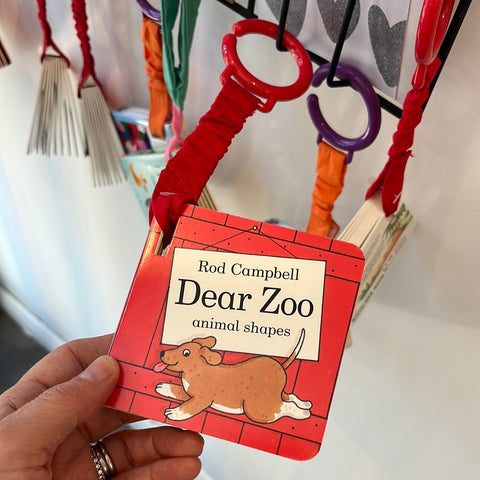 Rod Campbell
Dear Zoo
animal shapes